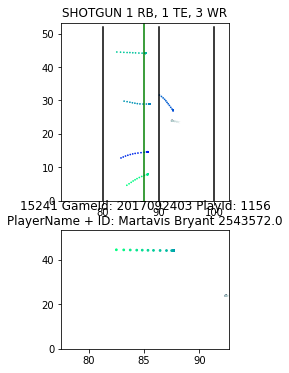 SHOTGUN 1 RB, 1 TE, 3 WR
50
40
30
20
10
0
80 90 100
15241 GameId: 2017092403 PlayId: 1156
PlayerName + ID: Martavis Bryant 2543572.0
40
20
0
80 85 90